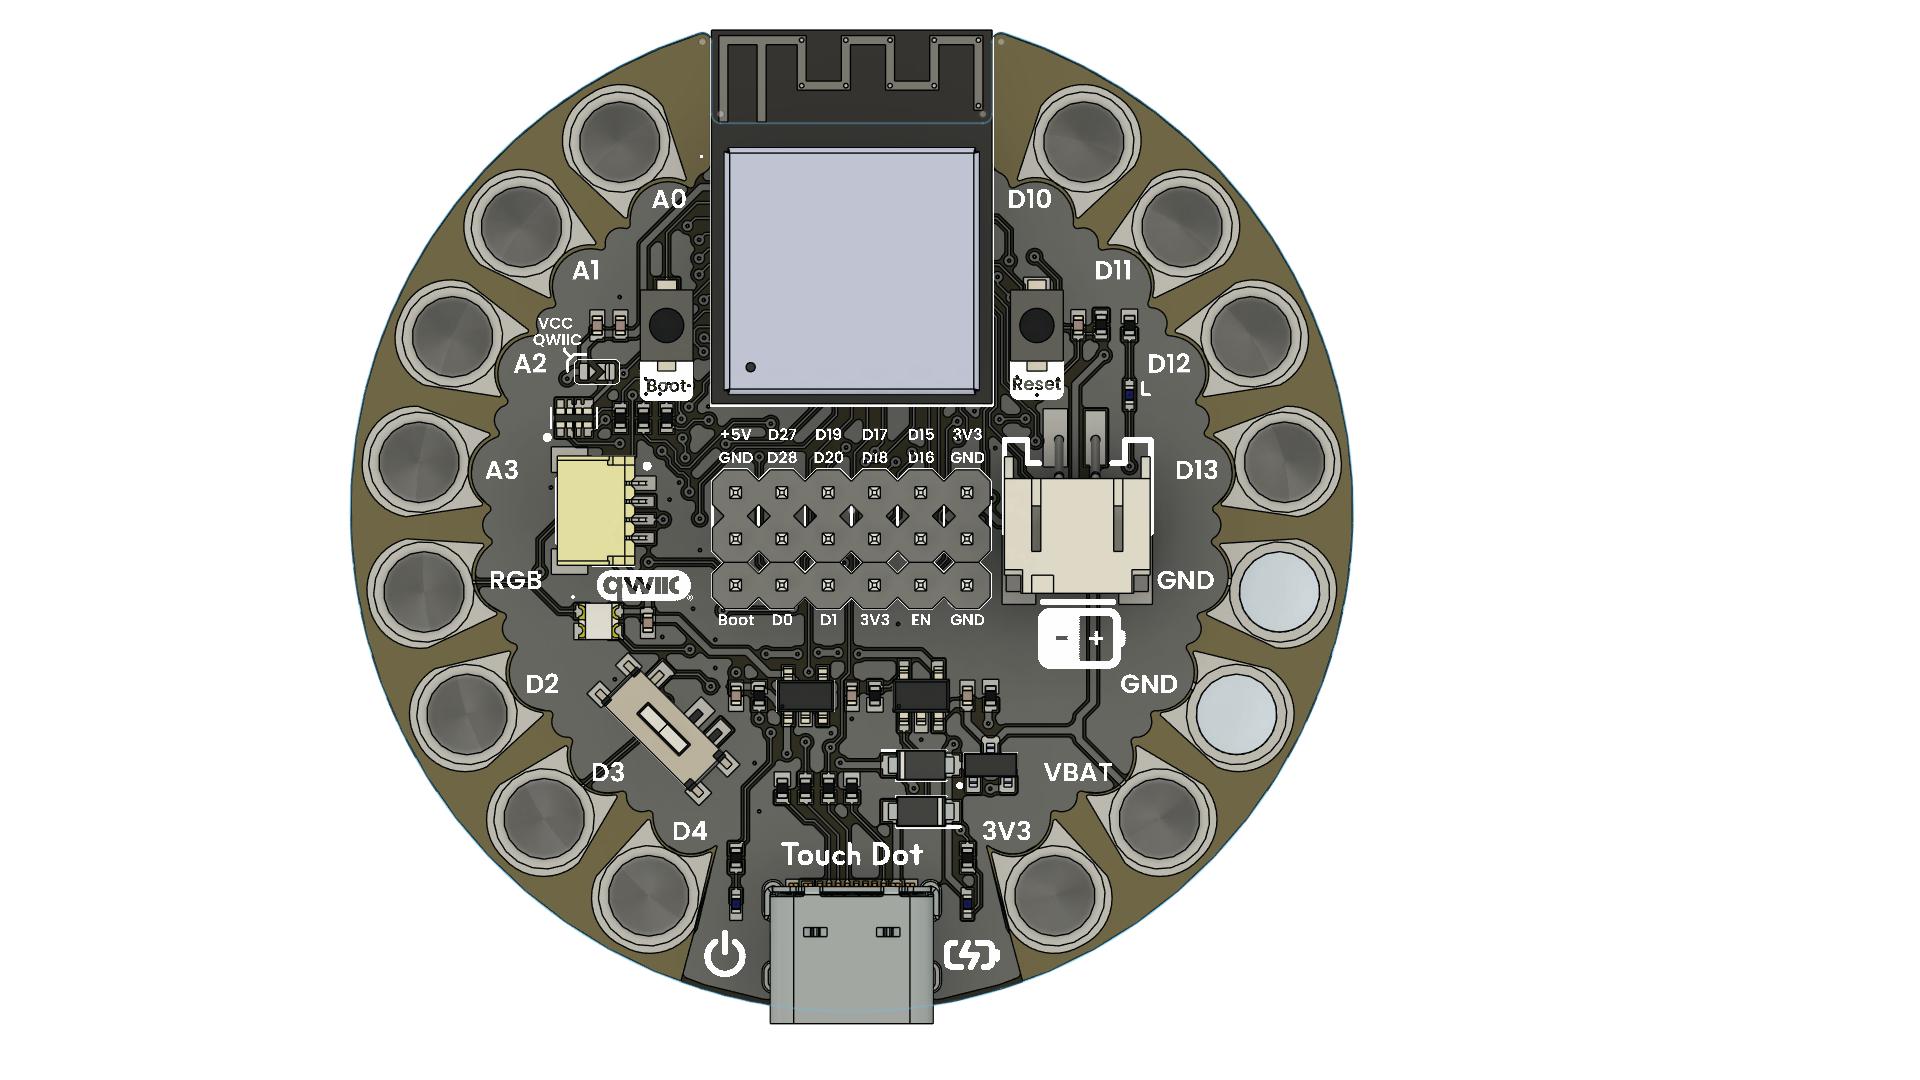 A0
D10
A1
D11
VCC
QWIIC
A2
D12
Boot
Reset
L
+5V D27 D19 D17 D15 3V3
GND D28 D20 D18 D16 GND
A3
D13
RGB
qwiic
GND
Boot D0 D1 3V3 EN GND
- +
D2
GND
D3
VBAT
D4
3V3
Touch Dot